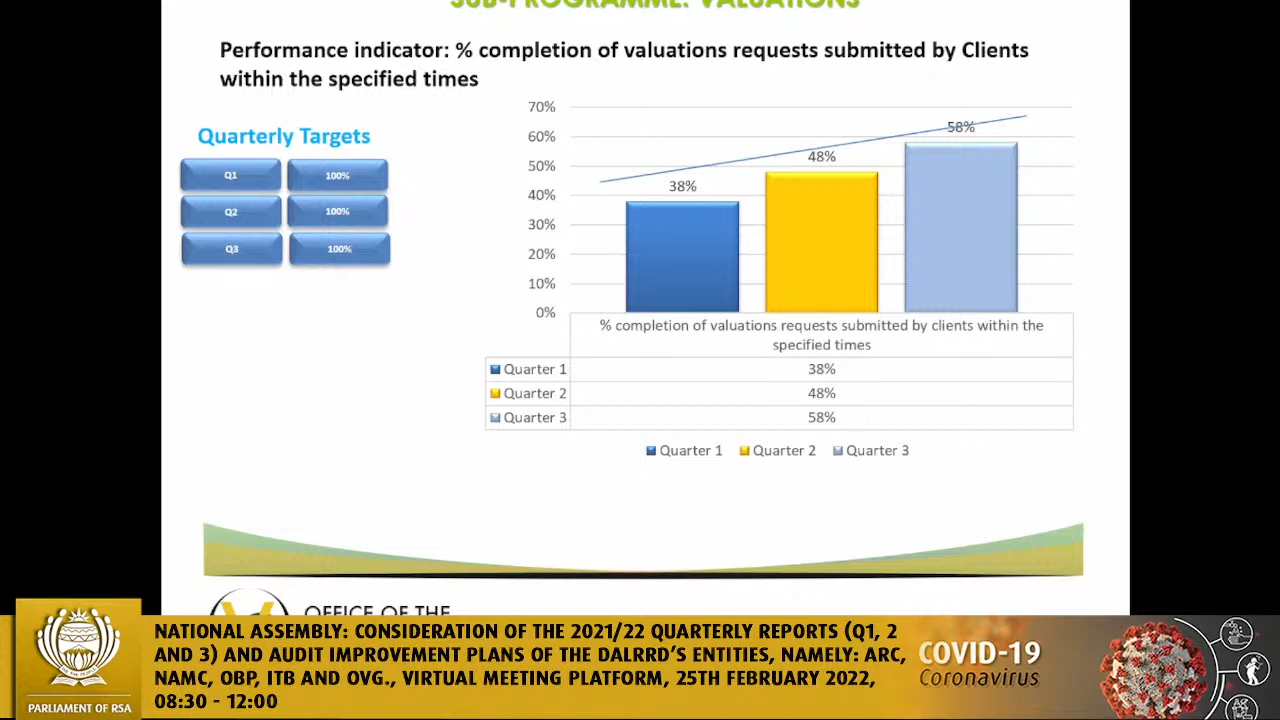 SUB-PROGRAMME: VALUATIONS
Performance indicator: % completion of valuations requests submitted by Clients
within the specified times
Quarterly Targets
Q1 100%
Q2 100%
Q3 100%
70%
60%
50%
40%
30%
20%
10%
0%
38%
48%
58%
% completion of valuations requests submitted by clients within the
specified times
Quarter 1 38%
Quarter 2 48%
Quarter 3 58%
Quarter 1 Quarter 2 Quarter 3
OFFICE OF THE
NATIONAL ASSEMBLY: CONSIDERATION OF THE 2021/22 QUARTERLY REPORTS (Q1, 2
AND 3) AND AUDIT IMPROVEMENT PLANS OF THE DALRRD'S ENTITIES, NAMELY: ARC,
NAMC, OBP, ITB AND OVG., VIRTUAL MEETING PLATFORM, 25TH FEBRUARY 2022,
08:30 - 12:00
PARLIAMENT OF RSA
COVID-19
Coronavirus